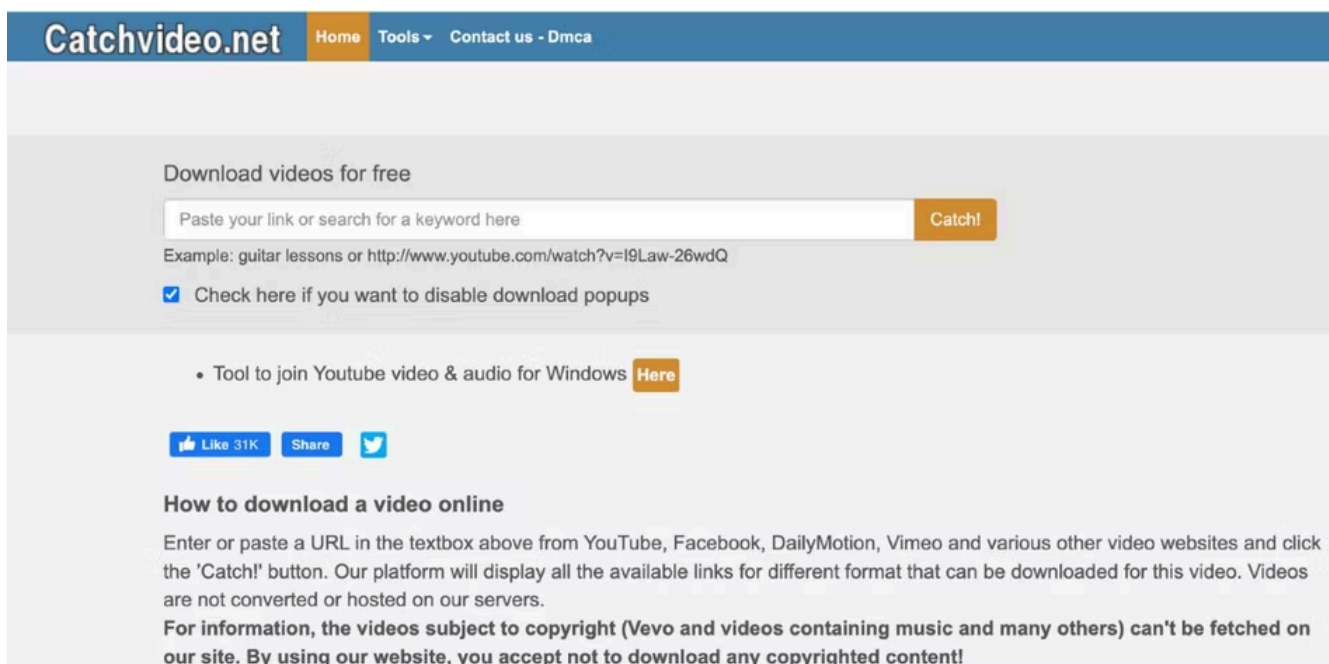 Catchvideo.net Home Tools Contact us - Dmca
Download videos for free
Paste your link or search for a keyword here Catch!
Example: guitar lessons or http://www.youtube.com/watch?v=I9Law-26wdQ
Check here if you want to disable download popups
• Tool to join Youtube video & audio for Windows Here
Like 31K Share
How to download a video online
Enter or paste a URL in the textbox above from YouTube, Facebook, DailyMotion, Vimeo and various other video websites and click
the 'Catch!' button. Our platform will display all the available links for different format that can be downloaded for this video. Videos
are not converted or hosted on our servers.
For information, the videos subject to copyright (Vevo and videos containing music and many others) can't be fetched on
our site. By using our website, you accept not to download any copyrighted content!